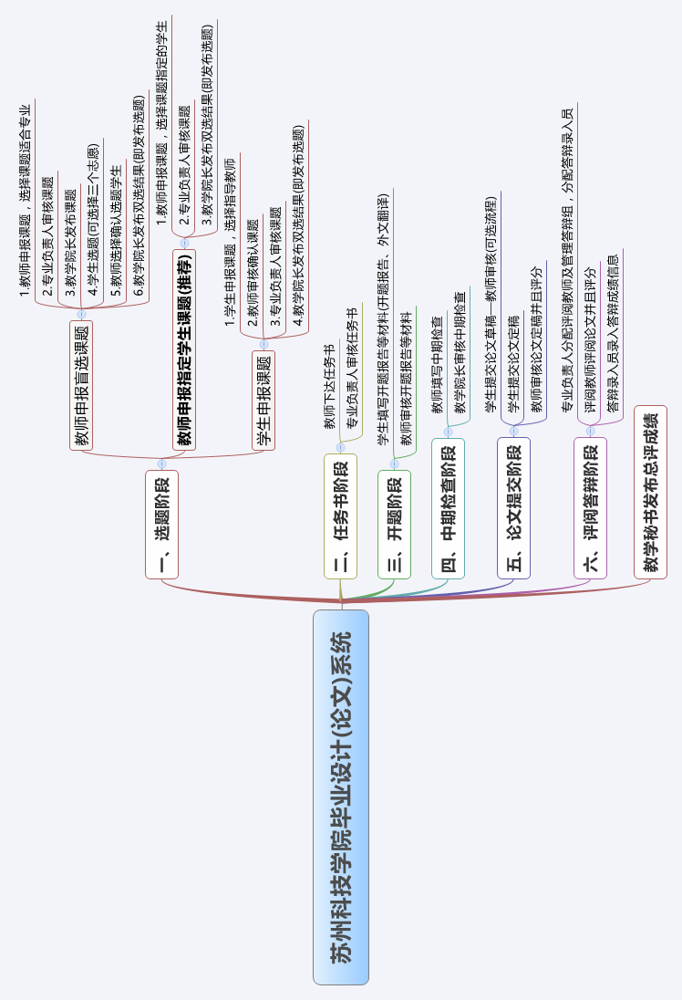 苏州科技学院毕业设计(论文)系统
一、选题阶段
教师申报盲选课题
1.教师申报课题，选择课题适合专业
2.专业负责人审核课题
3.教学院长发布课题
4.学生选题(可选择三个志愿)
5.教师选择确认选题学生
6.教学院长发布双选结果(即发布选题)
教师申报指定学生课题(推荐)
1.教师申报课题，选择课题指定的学生
2.专业负责人审核课题
3.教学院长发布双选结果(即发布选题)
学生申报课题
1.学生申报课题，选择指导教师
2.教师审核确认课题
3.专业负责人审核课题
4.教学院长发布双选结果(即发布选题)
二、任务书阶段
教师下达任务书
专业负责人审核任务书
三、开题阶段
学生填写开题报告等材料(开题报告、外文翻译)
教师审核开题报告等材料
四、中期检查阶段
教师填写中期检查
教学院长审核中期检查
五、论文提交阶段
学生提交论文草稿—教师审核(可选流程)
学生提交论文定稿
教师审核论文定稿并且评分
六、评阅答辩阶段
专业负责人分配评阅教师及管理答辩组，分配答辩录入员
评阅教师评阅论文并且评分
答辩录入员录入答辩成绩信息
教学秘书发布总评成绩